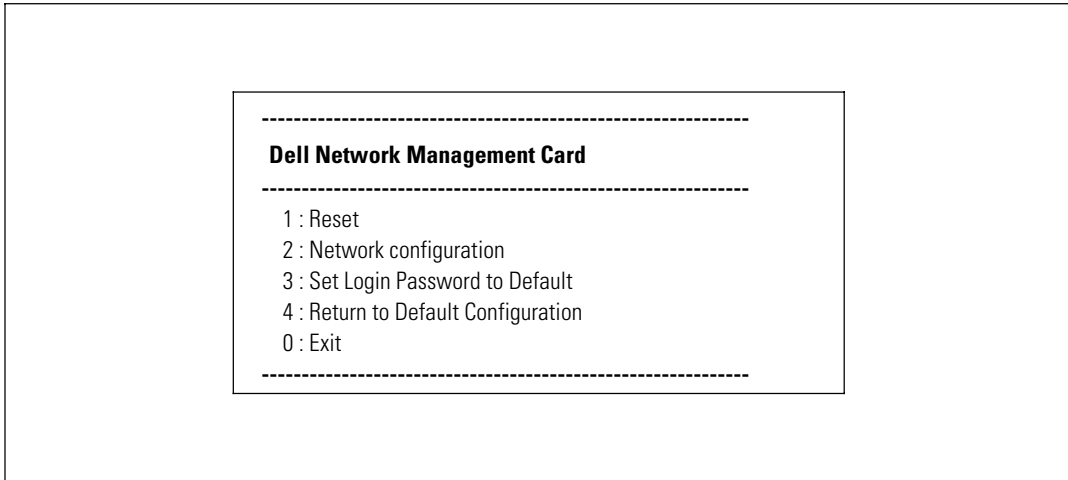 -------------------------------------------------------------
Dell Network Management Card
-------------------------------------------------------------
1 : Reset
2 : Network configuration
3 : Set Login Password to Default
4 : Return to Default Configuration
0 : Exit
-------------------------------------------------------------